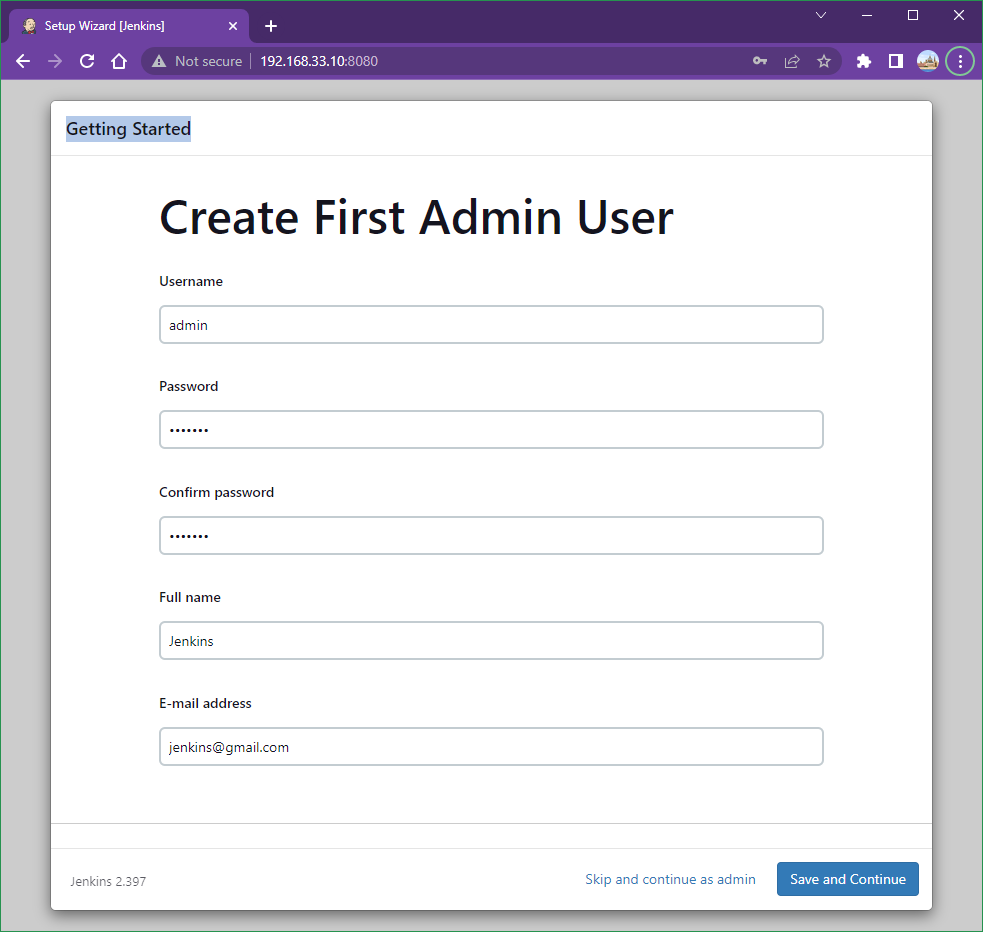 Setup Wizard [Jenkins]
Not secure
192.168.33.10:8080
Getting Started
Create First Admin User
Username
admin
Password
•••••••
Confirm password
•••••••
Full name
Jenkins
E-mail address
jenkins@gmail.com
Jenkins 2.397
Skip and continue as admin
Save and Continue